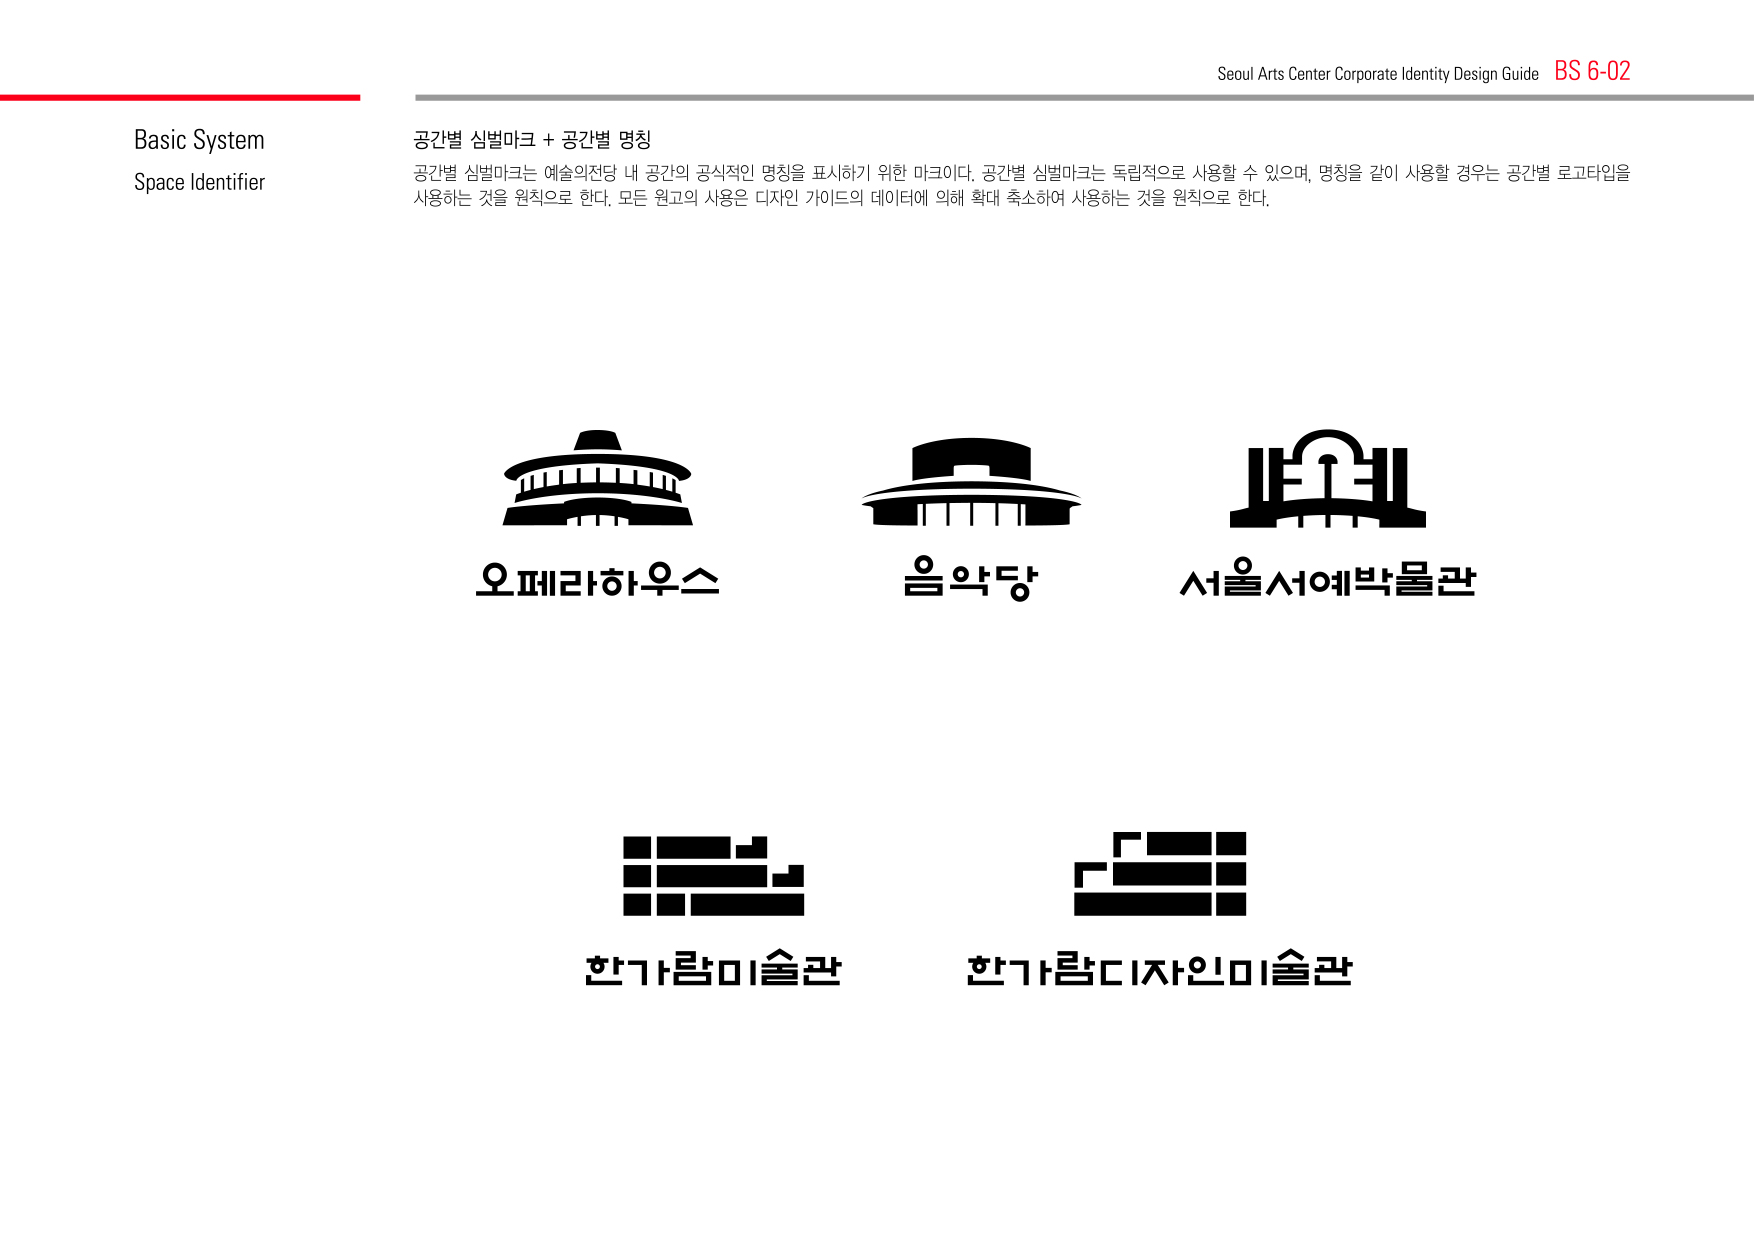 Seoul Arts Center Corporate Identity Design Guide BS 6-02
Basic System
Space Identifier
공간별 심벌마크 + 공간별 명칭
공간별 심벌마크는 예술의전당 내 공간의 공식적인 명칭을 표시하기 위한 마크이다. 공간별 심벌마크는 독립적으로 사용할 수 있으며, 명칭을 같이 사용할 경우는 공간별 로고타입을
사용하는 것을 원칙으로 한다. 모든 원고의 사용은 디자인 가이드의 데이터에 의해 확대 축소하여 사용하는 것을 원칙으로 한다.
오페라하우스
음악당
서울서예박물관
한가람미술관
한가람디자인미술관